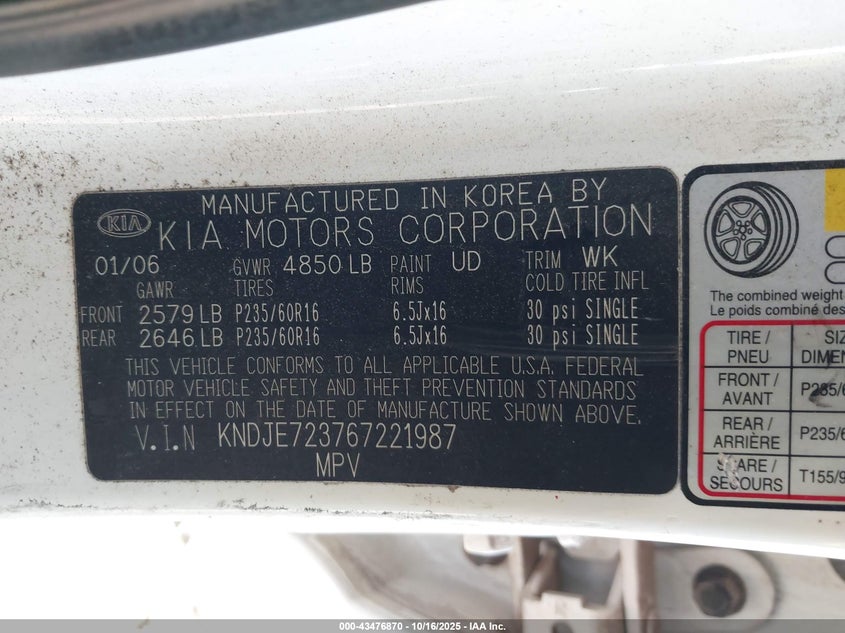 MANUFACTURED IN KOREA BY
KIA KIA MOTORS CORPORATION
01/06 GVWR 4850 LB PAINT UD TRIM WK
GAWR TIRES RIMS COLD TIRE INFL
FRONT 2579 LB P235/60R16 6.5Jx16 30 psi SINGLE
REAR 2646 LB P235/60R16 6.5Jx16 30 psi SINGLE
THIS VEHICLE CONFORMS TO ALL APPLICABLE U.S.A. FEDERAL
MOTOR VEHICLE SAFETY AND THEFT PREVENTION STANDARDS
IN EFFECT ON THE DATE OF MANUFACTURE SHOWN ABOVE.
V.I.N KNDJE723767221987
MPV
The combined weight
Le poids combiné des
TIRE /
PNEU
FRONT /
AVANT
P235/6
REAR /
ARRIÈRE
P235/6
SPARE /
SECOURS
T155/9
000-43476870 - 10/16/2025 - IAA Inc.